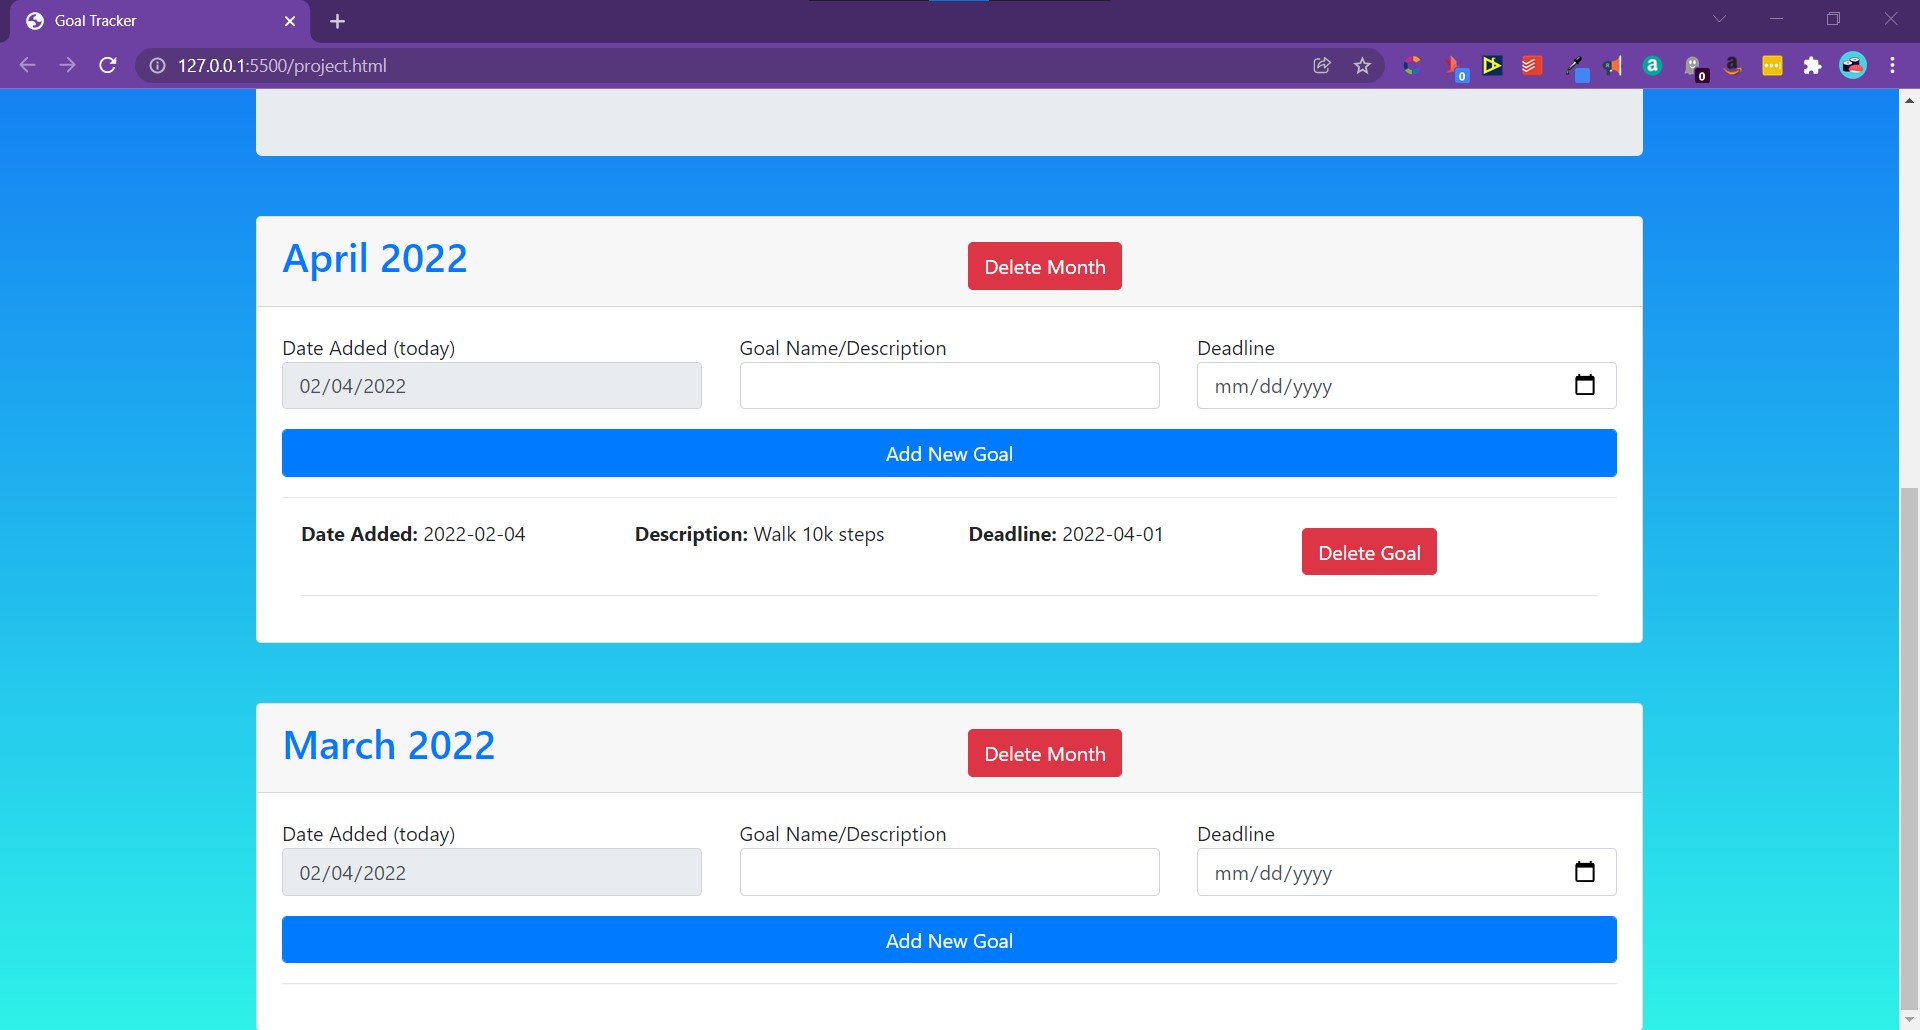 Goal Tracker
127.0.0.1:5500/project.html
0
a
0
a
April 2022
Delete Month
Date Added (today)
Goal Name/Description
Deadline
02/04/2022
mm/dd/yyyy
Add New Goal
Date Added: 2022-02-04
Description: Walk 10k steps
Deadline: 2022-04-01
Delete Goal
March 2022
Delete Month
Date Added (today)
Goal Name/Description
Deadline
02/04/2022
mm/dd/yyyy
Add New Goal